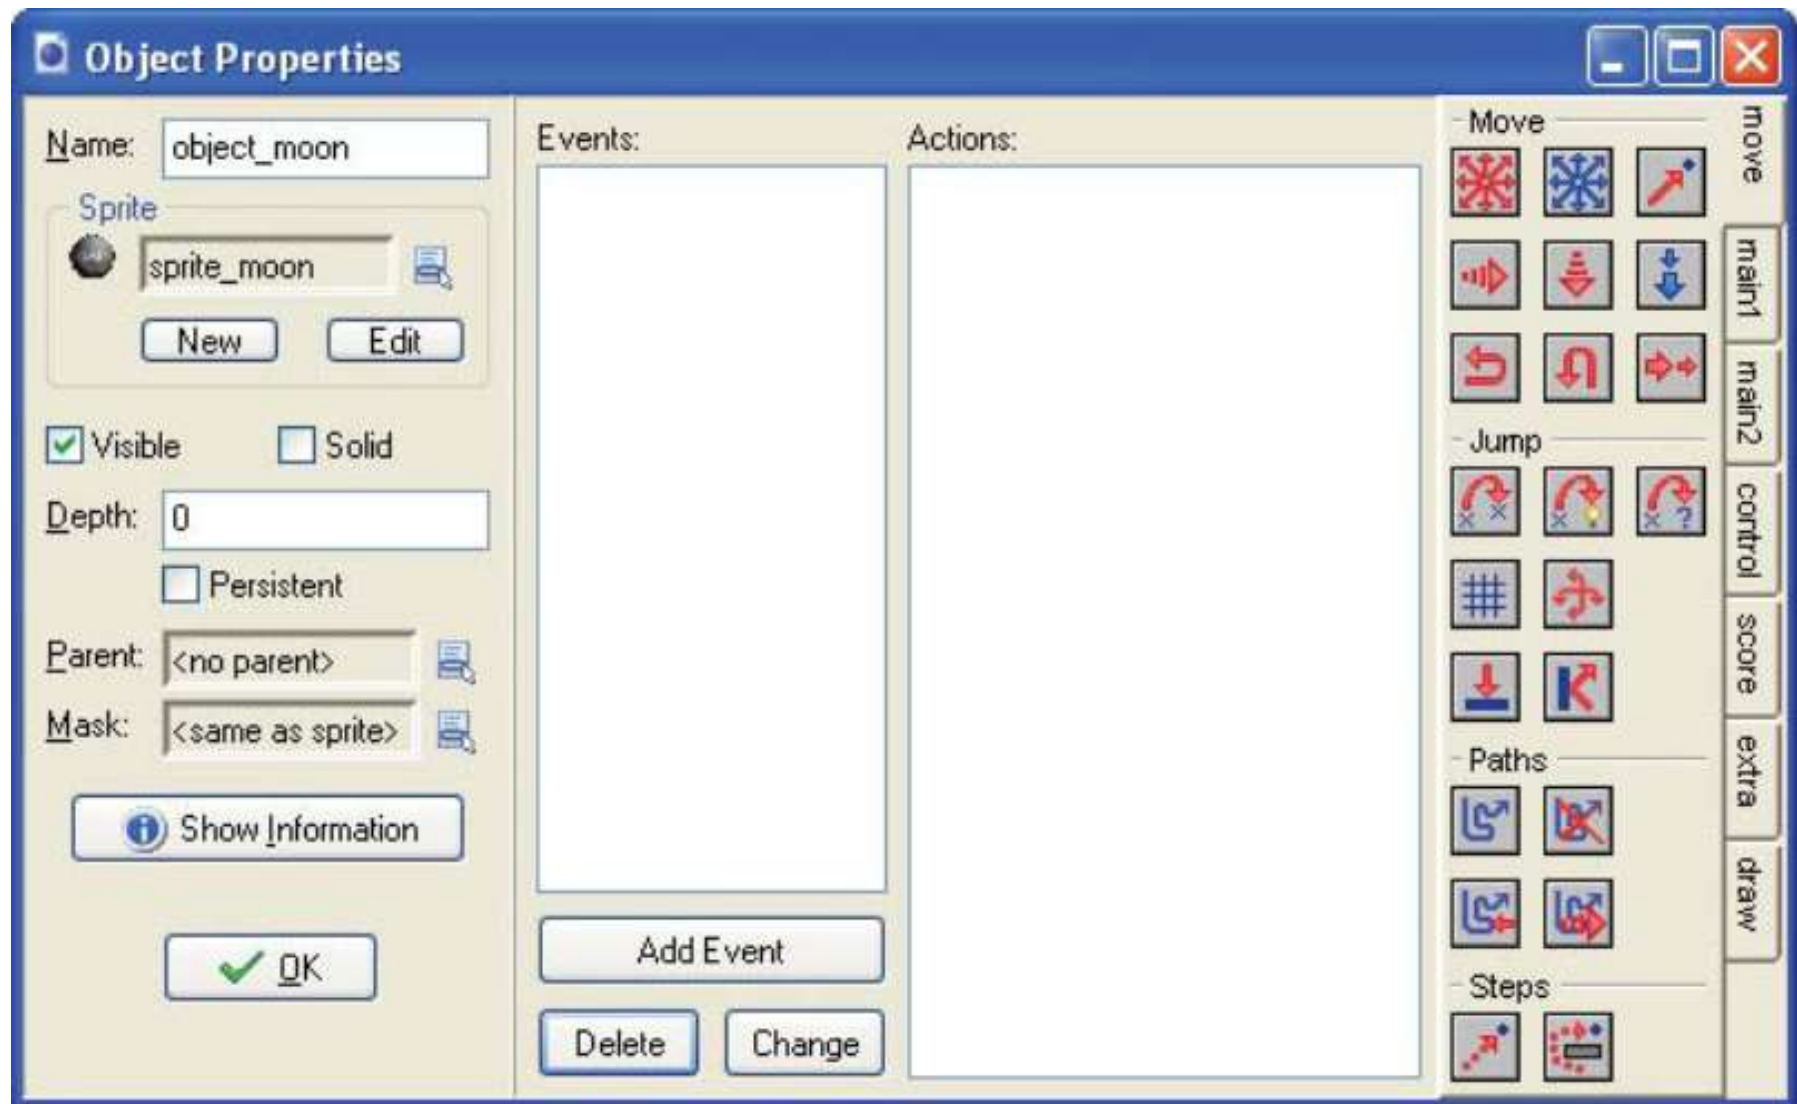 Object Properties
Name: object_moon
Sprite
sprite_moon
New Edit
Visible Solid
Depth: 0
Persistent
Parent: <no parent>
Mask: <same as sprite>
Show Information
OK
Events:
Add Event
Delete Change
Actions:
Move
Jump
x x x x ?
Paths
Steps
move
main1
main2
control
score
extra
draw